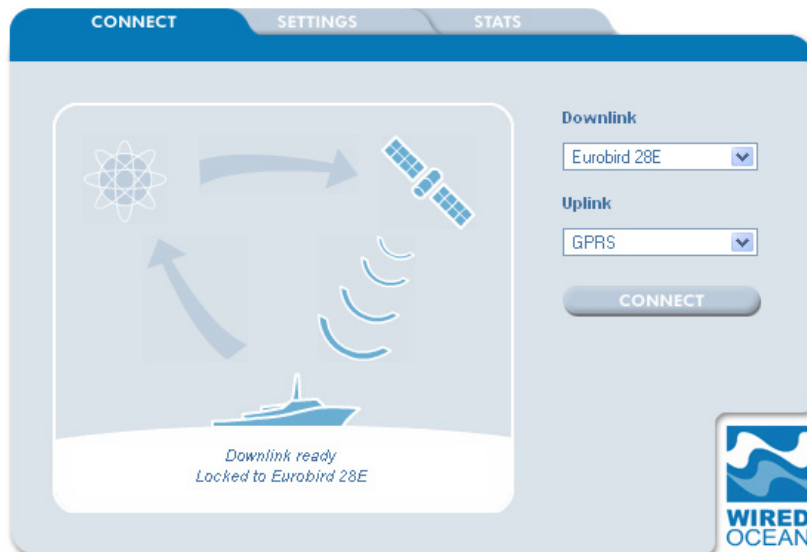 CONNECT SETTINGS STATS
Downlink
Eurobird 28E
Uplink
GPRS
CONNECT
Downlink ready
Locked to Eurobird 28E
WIRED
OCEAN